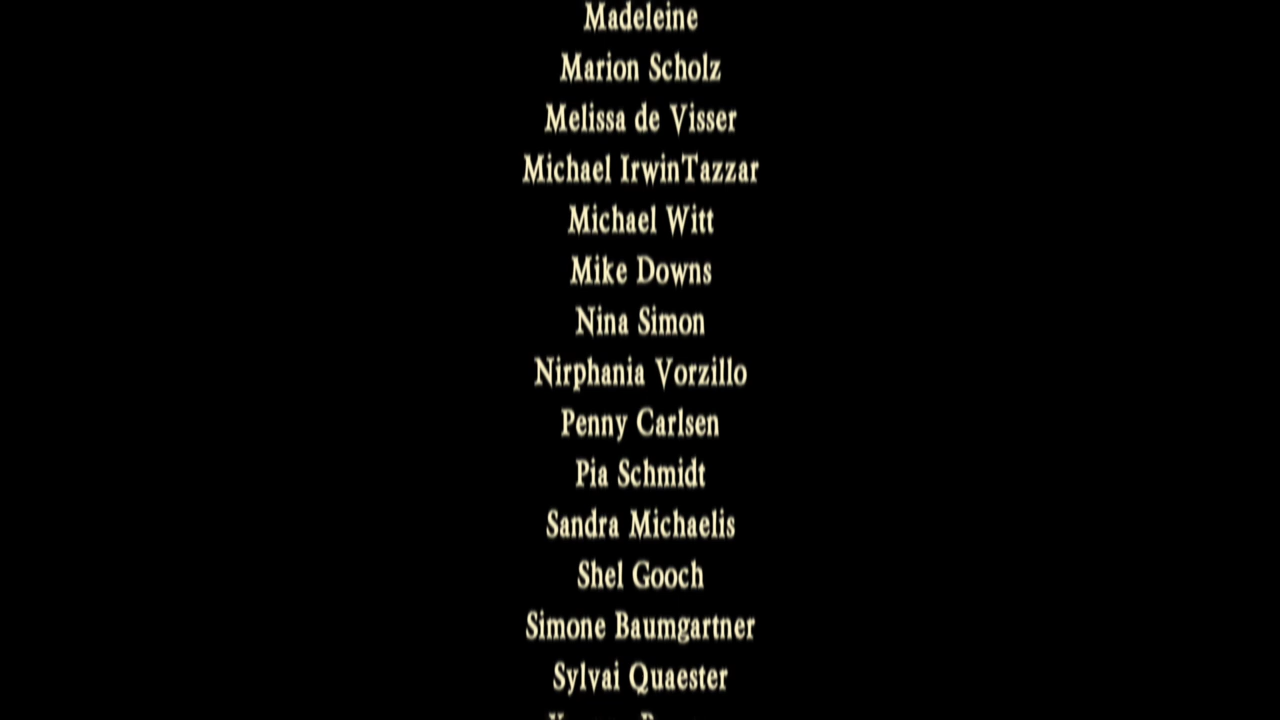 Madeleine
Marion Scholz
Melissa de Visser
Michael IrwinTazzar
Michael Witt
Mike Downs
Nina Simon
Nirphania Vorzillo
Penny Carlsen
Pia Schmidt
Sandra Michaelis
Shel Gooch
Simone Baumgartner
Sylvai Quaester